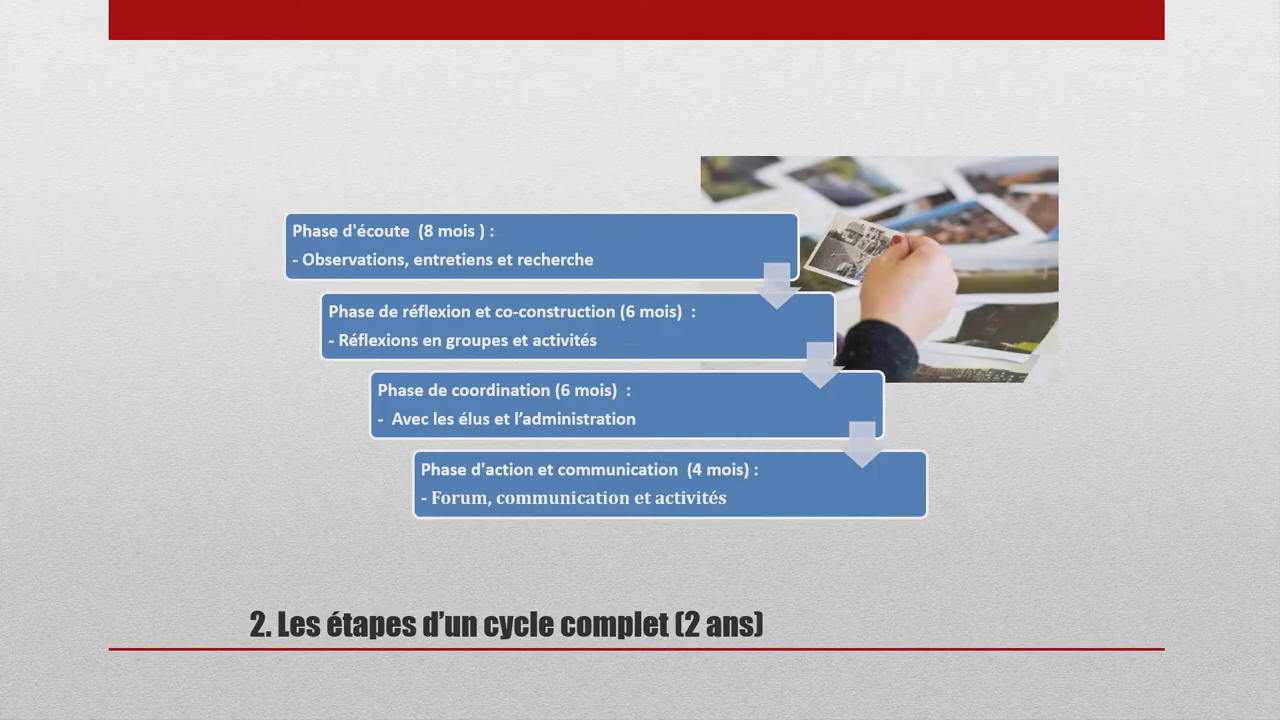 Phase d'écoute  (8 mois ) :
- Observations, entretiens et recherche
Phase de réflexion et co-construction (6 mois)  :
- Réflexions en groupes et activités
Phase de coordination (6 mois)  :
-  Avec les élus et l’administration
Phase d'action et communication  (4 mois) :
- Forum, communication et activités
2. Les étapes d’un cycle complet (2 ans)